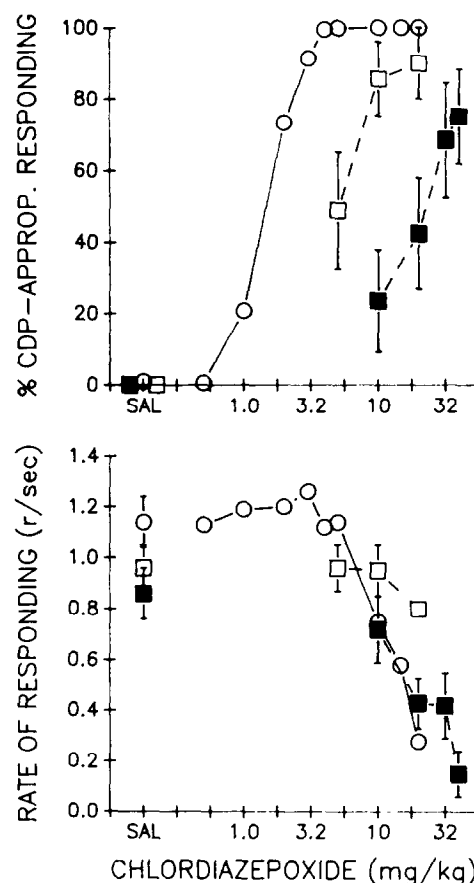 % CDP-APPROP. RESPONDING
100
80
60
40
20
0
SAL 1.0 3.2 10 32
RATE OF RESPONDING (r/sec)
1.4
1.2
1.0
0.8
0.6
0.4
0.2
0.0
SAL 1.0 3.2 10 32
CHLORDIAZEPOXIDE (mg/kg)